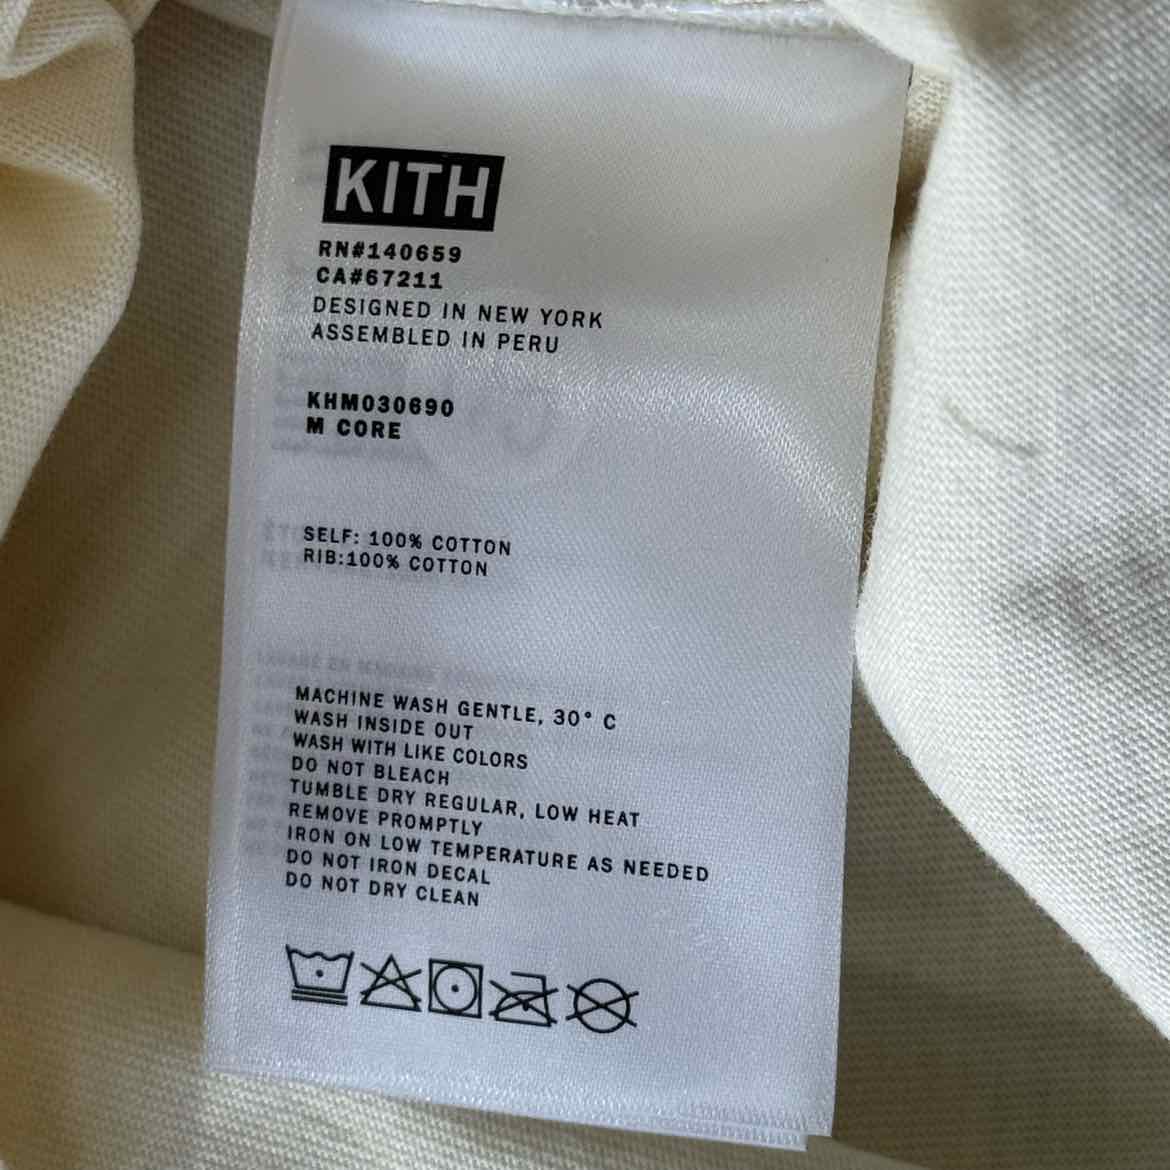 KITH
RN#140659
CA#67211
DESIGNED IN NEW YORK
ASSEMBLED IN PERU
KHM030690
M CORE
SELF: 100% COTTON
RIB:100% COTTON
MACHINE WASH GENTLE, 30° C
WASH INSIDE OUT
WASH WITH LIKE COLORS
DO NOT BLEACH
TUMBLE DRY REGULAR, LOW HEAT
REMOVE PROMPTLY
IRON ON LOW TEMPERATURE AS NEEDED
DO NOT IRON DECAL
DO NOT DRY CLEAN